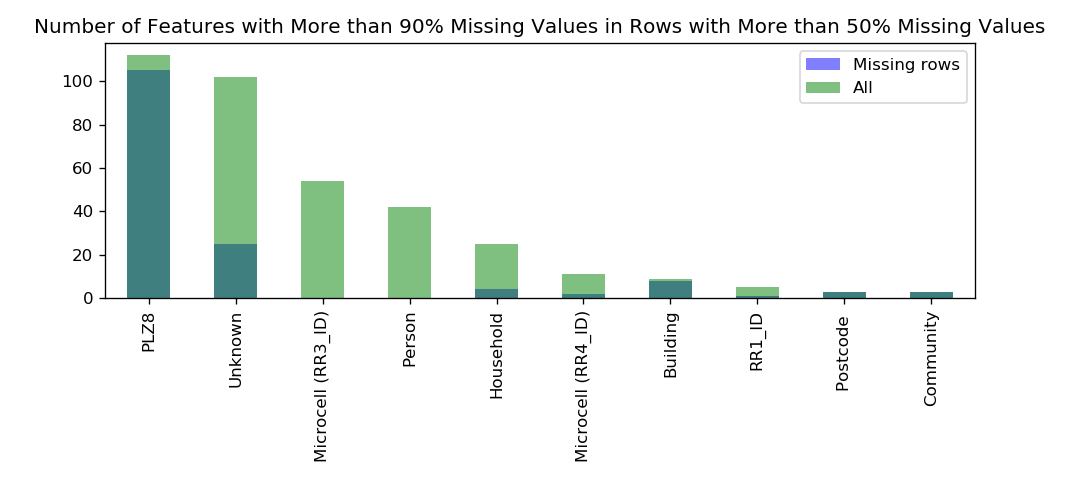 Number of Features with More than 90% Missing Values in Rows with More than 50% Missing Values
Missing rows
All
100
80
60
40
20
0
PLZ8
Unknown
Microcell (RR3_ID)
Person
Household
Microcell (RR4_ID)
Building
RR1_ID
Postcode
Community